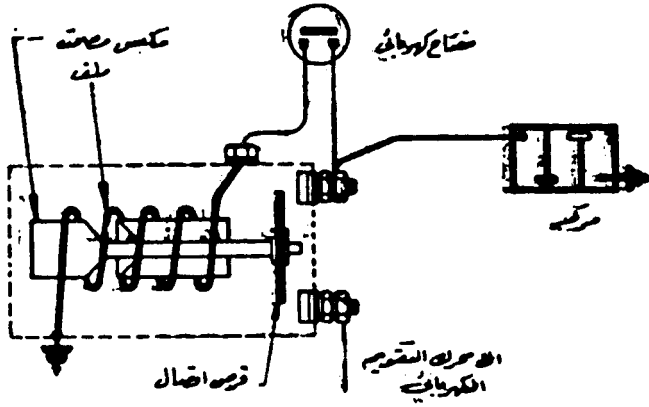 مفتاح كهربائي
مكبس مصمت
ملف
مركم
قرص اتصال
الى محرك التقويم
الكهربائي